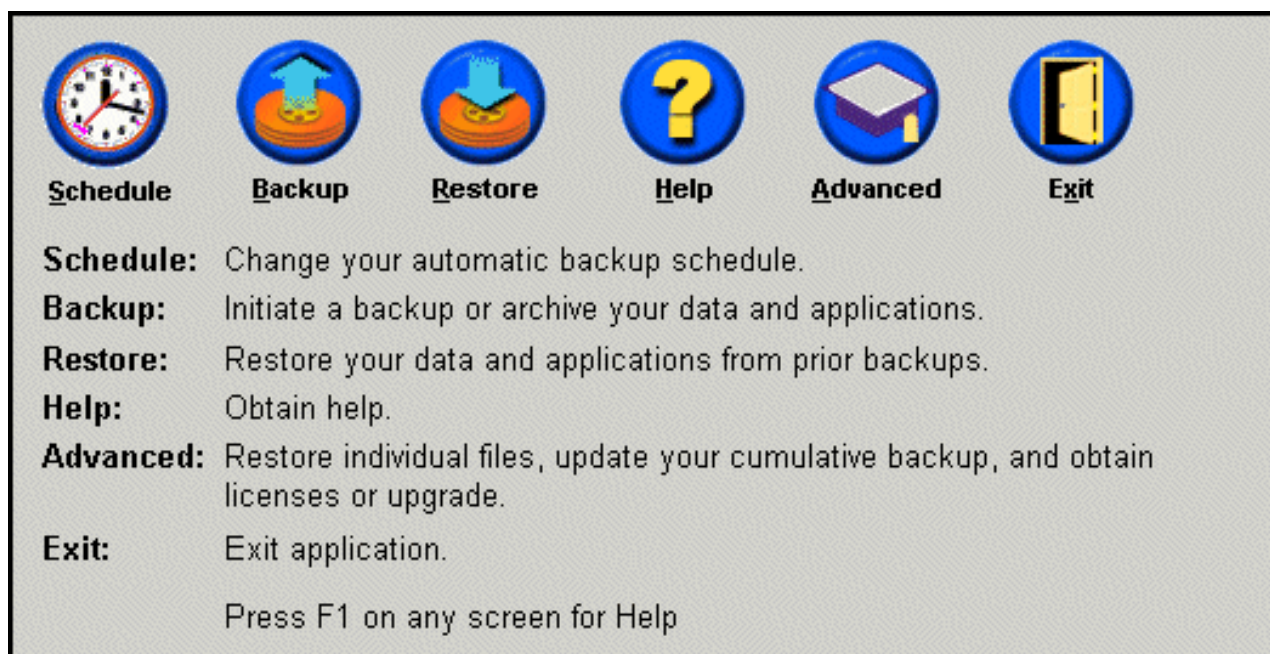 Schedule Backup Restore Help Advanced Exit
Schedule: Change your automatic backup schedule.
Backup: Initiate a backup or archive your data and applications.
Restore: Restore your data and applications from prior backups.
Help: Obtain help.
Advanced: Restore individual files, update your cumulative backup, and obtain
licenses or upgrade.
Exit: Exit application.
Press F1 on any screen for Help